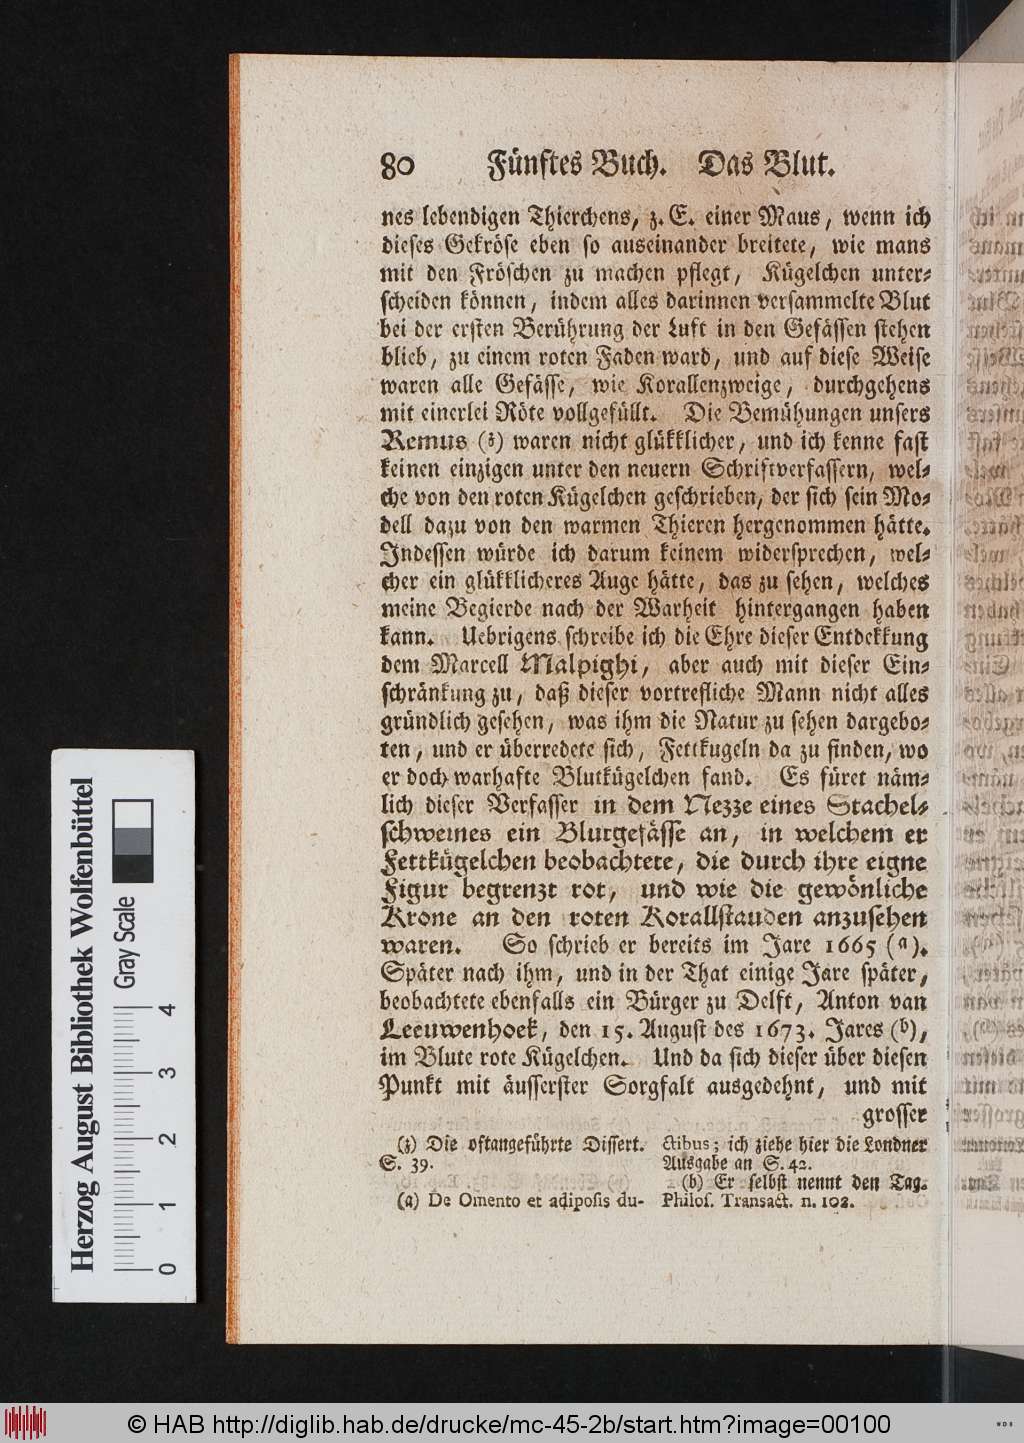 80 Fünftes Buch. Das Blut.
nes lebendigen Thierchens, z. E. einer Maus, wenn ich
dieses Gekröse eben so auseinander breitete, wie mans
mit den Fröschen zu machen pflegt, Kügelchen unter-
scheiden können, indem alles darinnen versammelte Blut
bei der ersten Berührung der Luft in den Gefässen stehen
blieb, zu einem roten Faden ward, und auf diese Weise
waren alle Gefässe, wie Korallenzweige, durchgehens
mit einerlei Röte vollgefüllt. Die Bemühungen unsers
Remus (z) waren nicht glükklicher, und ich kenne fast
keinen einzigen unter den neuern Schriftverfassern, wel-
che von den roten Kügelchen geschrieben, der sich sein Mo-
dell dazu von den warmen Thieren hergenommen hätte.
Indessen würde ich darum keinem widersprechen, wel-
cher ein glükklicheres Auge hätte, das zu sehen, welches
meine Begierde nach der Warheit hintergangen haben
kann. Uebrigens schreibe ich die Ehre dieser Entdekkung
dem Marcell Malpighi, aber auch mit dieser Ein-
schränkung zu, daß dieser vortrefliche Mann nicht alles
gründlich gesehen, was ihm die Natur zu sehen dargebo-
ten, und er überredete sich, Fettkugeln da zu finden, wo
er doch warhafte Blutkügelchen fand. Es füret näm-
lich dieser Verfasser in dem Nezze eines Stachel-
schweines ein Blutgefässe an, in welchem er
Fettkügelchen beobachtete, die durch ihre eigne
Figur begrenzt rot, und wie die gewönliche
Krone an den roten Korallstauden anzusehen
waren. So schrieb er bereits im Jare 1665 (a).
Später nach ihm, und in der That einige Jare später,
beobachtete ebenfalls ein Bürger zu Delft, Anton van
Leeuwenhoek, den 15. August des 1673. Jares (b),
im Blute rote Kügelchen. Und da sich dieser über diesen
Punkt mit äusserster Sorgfalt ausgedehnt, und mit
grosser
(z) Die oftangeführte Dissert.
S. 39.
(a) De Omento et adiposis du-
ctibus; ich ziehe hier die Londner
Ausgabe an S. 42.
(b) Er selbst nennt den Tag.
Philos. Transact. n. 102.
Herzog August Bibliothek Wolfenbüttel
Gray Scale
0 1 2 3 4
© HAB http://diglib.hab.de/drucke/mc-45-2b/start.htm?image=00100